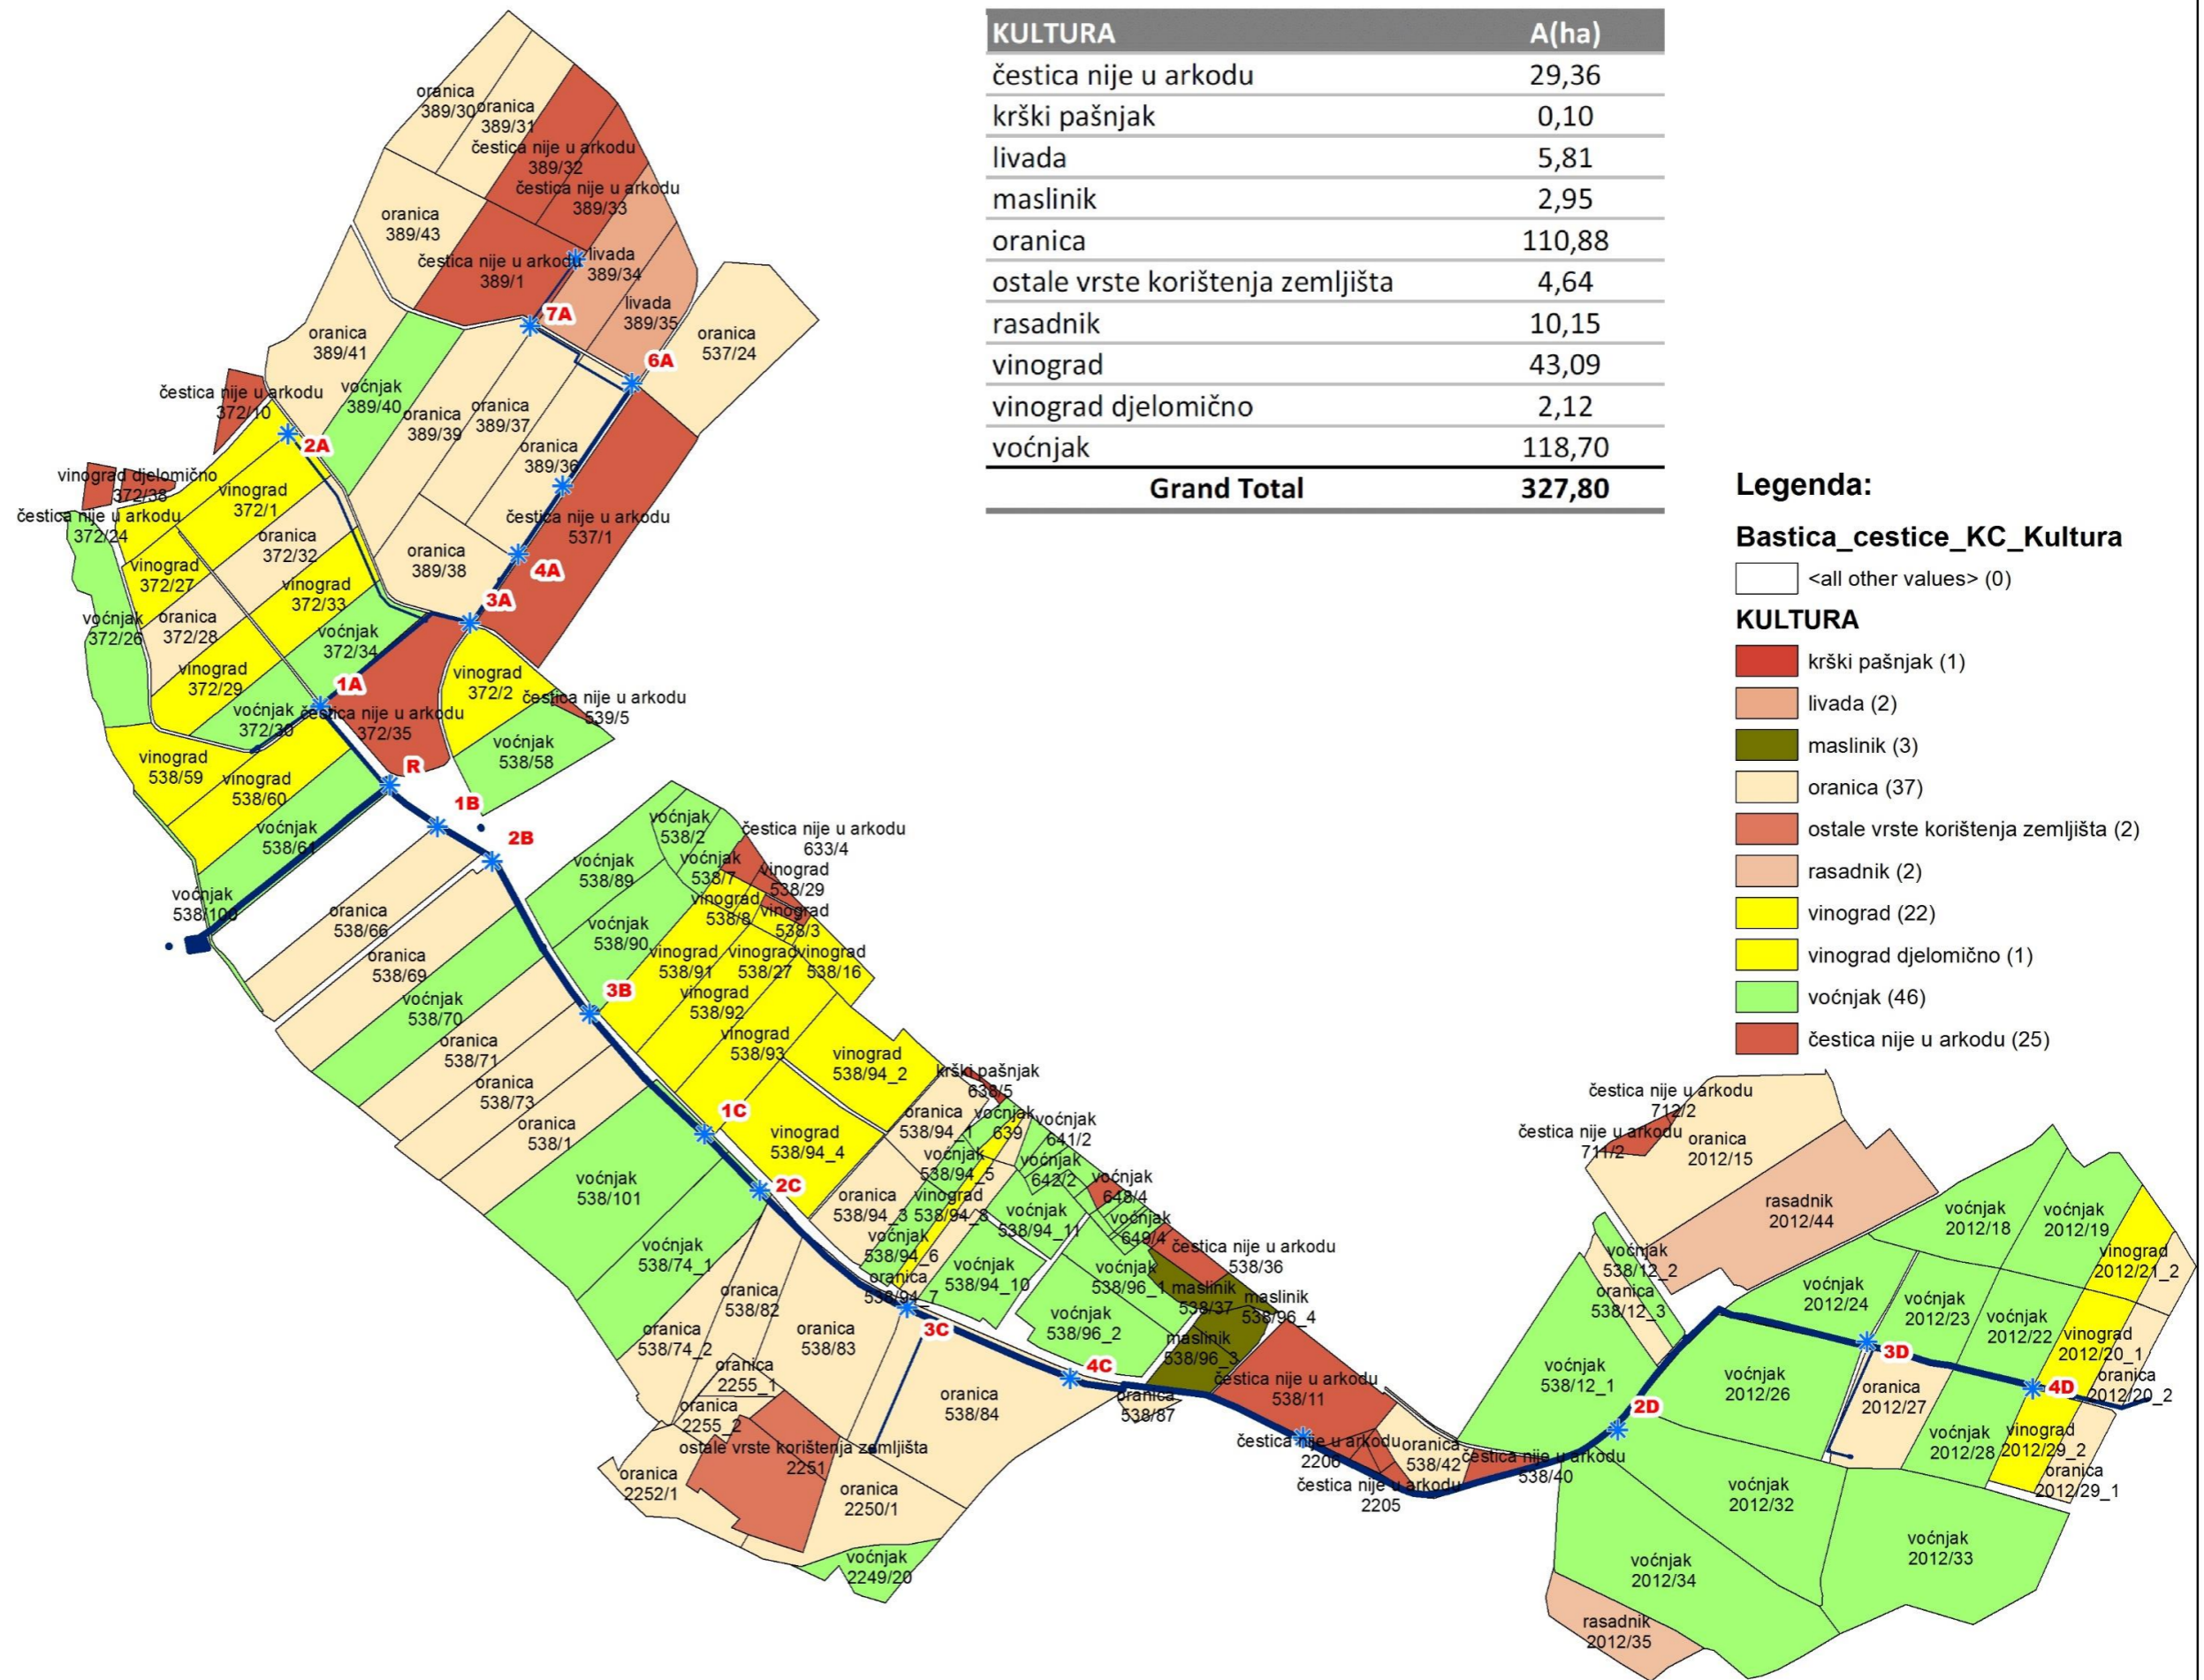 KULTURA A(ha)
čestica nije u arkodu 29,36
krški pašnjak 0,10
livada 5,81
maslinik 2,95
oranica 110,88
ostale vrste korištenja zemljišta 4,64
rasadnik 10,15
vinograd 43,09
vinograd djelomično 2,12
voćnjak 118,70
Grand Total 327,80
Legenda:
Bastica_cestice_KC_Kultura
<all other values> (0)
KULTURA
krški pašnjak (1)
livada (2)
maslinik (3)
oranica (37)
ostale vrste korištenja zemljišta (2)
rasadnik (2)
vinograd (22)
vinograd djelomično (1)
voćnjak (46)
čestica nije u arkodu (25)
oranica
389/30
oranica
389/31
čestica nije u arkodu
389/32
čestica nije u arkodu
389/33
oranica
389/43
čestica nije u arkodu
389/1
livada
389/34
livada
389/35
7A
6A
oranica
537/24
oranica
389/41
voćnjak
389/40
oranica
389/39
oranica
389/37
oranica
389/36
čestica nije u arkodu
372/10
2A
vinograd djelomično
372/38
vinograd
372/1
čestica nije u arkodu
372/24
oranica
372/32
čestica nije u arkodu
537/1
oranica
389/38
4A
3A
vinograd
372/27
vinograd
372/33
voćnjak
372/26
oranica
372/28
voćnjak
372/34
vinograd
372/29
1A
vinograd
372/2
čestica nije u arkodu
539/5
voćnjak
372/30
čestica nije u arkodu
372/35
voćnjak
538/58
vinograd
538/59
vinograd
538/60
R
1B
2B
voćnjak
538/61
voćnjak
538/100
oranica
538/66
oranica
538/69
voćnjak
538/70
oranica
538/71
oranica
538/73
oranica
538/1
voćnjak
538/2
voćnjak
538/89
voćnjak
538/7
čestica nije u arkodu
633/4
vinograd
538/29
vinograd
538/8
vinograd
538/3
voćnjak
538/90
vinograd
538/91
vinograd
538/27
vinograd
538/16
3B
vinograd
538/92
vinograd
538/93
vinograd
538/94_2
1C
vinograd
538/94_4
2C
krški pašnjak
638/5
oranica
538/94_1
voćnjak
639
voćnjak
641/2
voćnjak
538/94_5
voćnjak
642/2
voćnjak
648/4
oranica
538/94_3
vinograd
538/94_8
voćnjak
538/94_11
voćnjak
649/4
voćnjak
538/94_6
čestica nije u arkodu
538/36
voćnjak
538/101
voćnjak
538/74_1
oranica
538/94_7
voćnjak
538/94_10
voćnjak
538/96_1
maslinik
538/37
maslinik
538/96_4
oranica
538/82
3C
voćnjak
538/96_2
maslinik
538/96_3
oranica
538/74_2
oranica
538/83
4C
oranica
2255_1
oranica
538/84
oranica
538/87
čestica nije u arkodu
538/11
oranica
2255_2
ostale vrste korištenja zemljišta
2251
oranica
2252/1
oranica
2250/1
voćnjak
2249/20
čestica nije u arkodu
2206
oranica
538/42
čestica nije u arkodu
538/40
čestica nije u arkodu
2205
čestica nije u arkodu
712/2
čestica nije u arkodu
711/2
oranica
2012/15
rasadnik
2012/44
voćnjak
538/12_2
oranica
538/12_3
voćnjak
2012/18
voćnjak
2012/19
vinograd
2012/21_2
voćnjak
2012/24
voćnjak
2012/23
voćnjak
2012/22
vinograd
2012/20_1
3D
voćnjak
538/12_1
2D
voćnjak
2012/26
oranica
2012/27
4D
oranica
2012/20_2
voćnjak
2012/28
vinograd
2012/29_2
oranica
2012/29_1
voćnjak
2012/32
voćnjak
2012/33
voćnjak
2012/34
rasadnik
2012/35